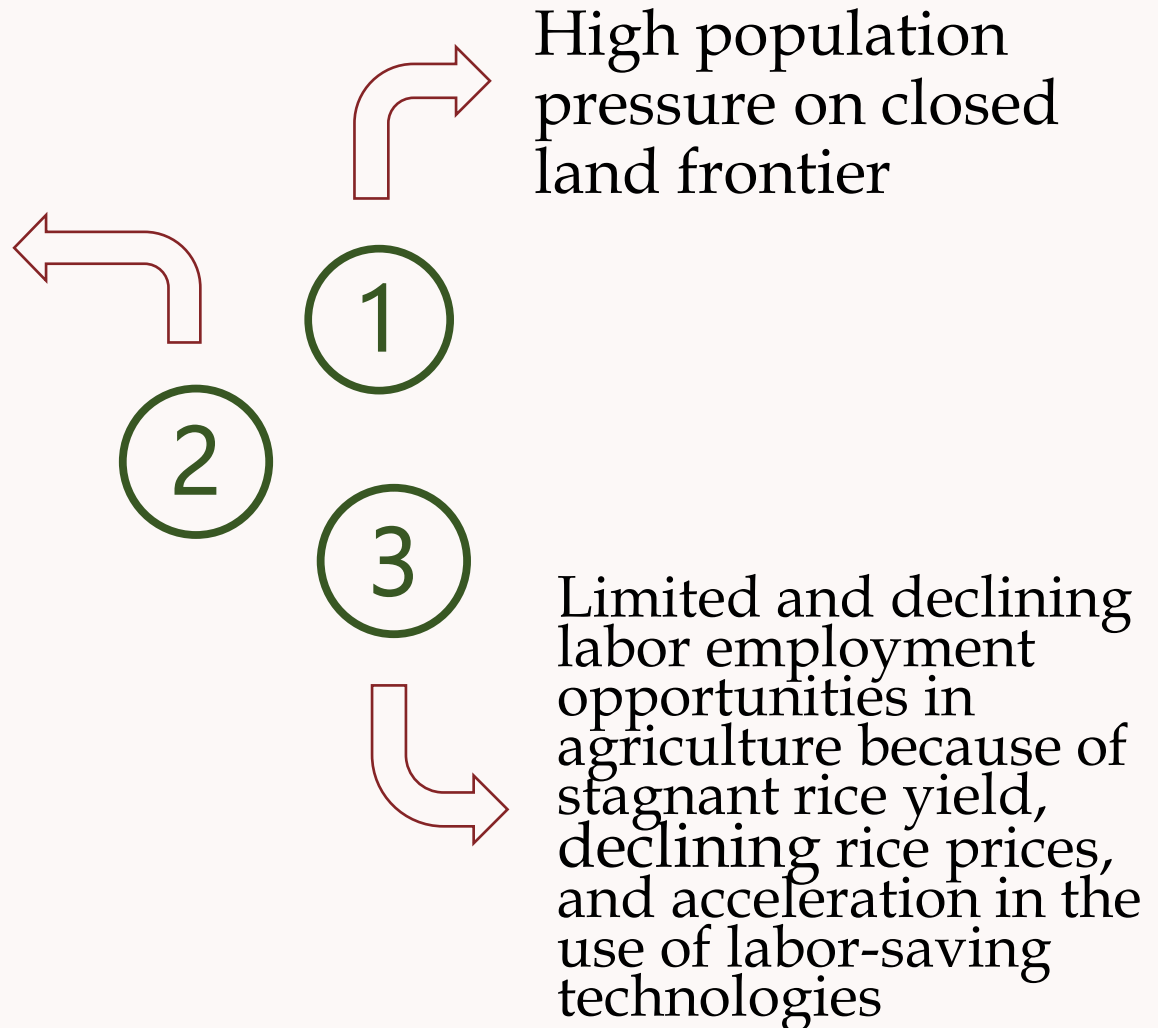 High population
pressure on closed
land frontier
1
2
3
Limited and declining
labor employment
opportunities in
agriculture because of
stagnant rice yield,
declining rice prices,
and acceleration in the
use of labor-saving
technologies